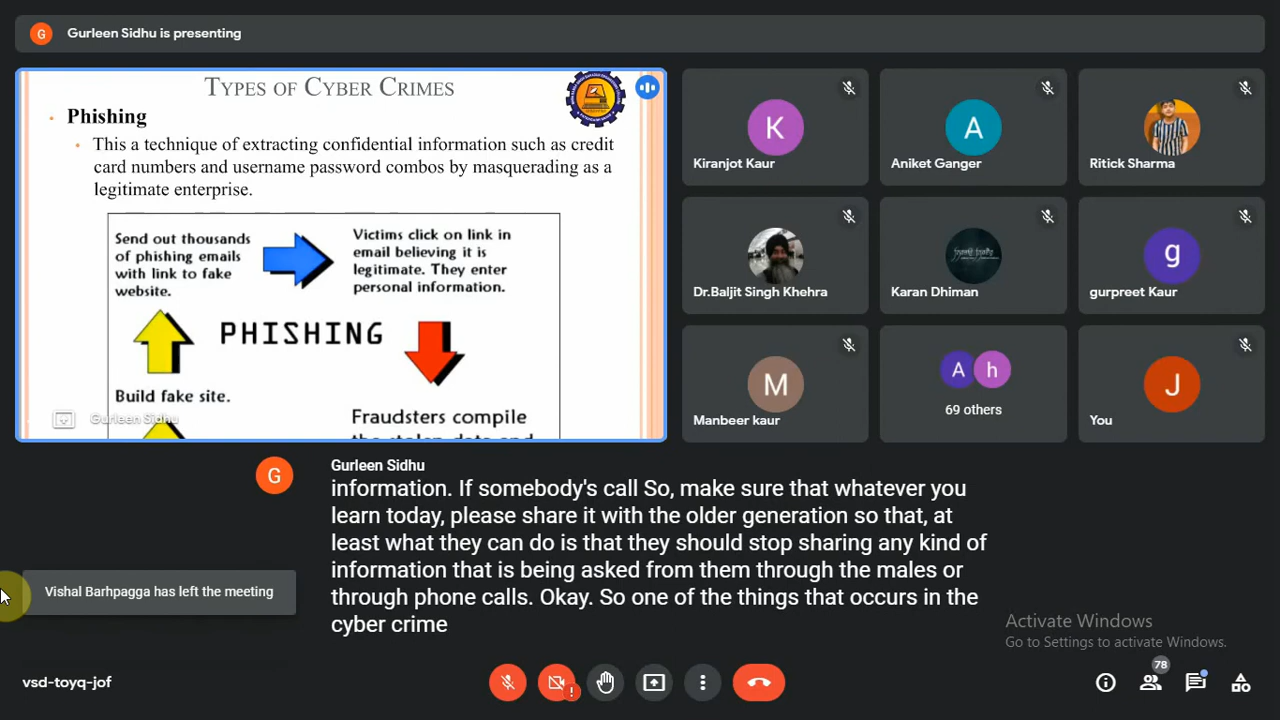 G Gurleen Sidhu is presenting
TYPES OF CYBER CRIMES
Phishing
This a technique of extracting confidential information such as credit
card numbers and username password combos by masquerading as a
legitimate enterprise.
Send out thousands
of phishing emails
with link to fake
website.
Victims click on link in
email believing it is
legitimate. They enter
personal information.
PHISHING
Build fake site.
Fraudsters compile
the stolen data and
Gurleen Sidhu
K
Kiranjot Kaur
A
Aniket Ganger
Ritick Sharma
Dr.Baljit Singh Khehra
Karan Dhiman
g
gurpreet Kaur
M
Manbeer kaur
A h
69 others
J
You
G
Gurleen Sidhu
information. If somebody's call So, make sure that whatever you
learn today, please share it with the older generation so that, at
least what they can do is that they should stop sharing any kind of
information that is being asked from them through the males or
through phone calls. Okay. So one of the things that occurs in the
cyber crime
Vishal Barhpagga has left the meeting
Activate Windows
Go to Settings to activate Windows.
vsd-toyq-jof
!
78